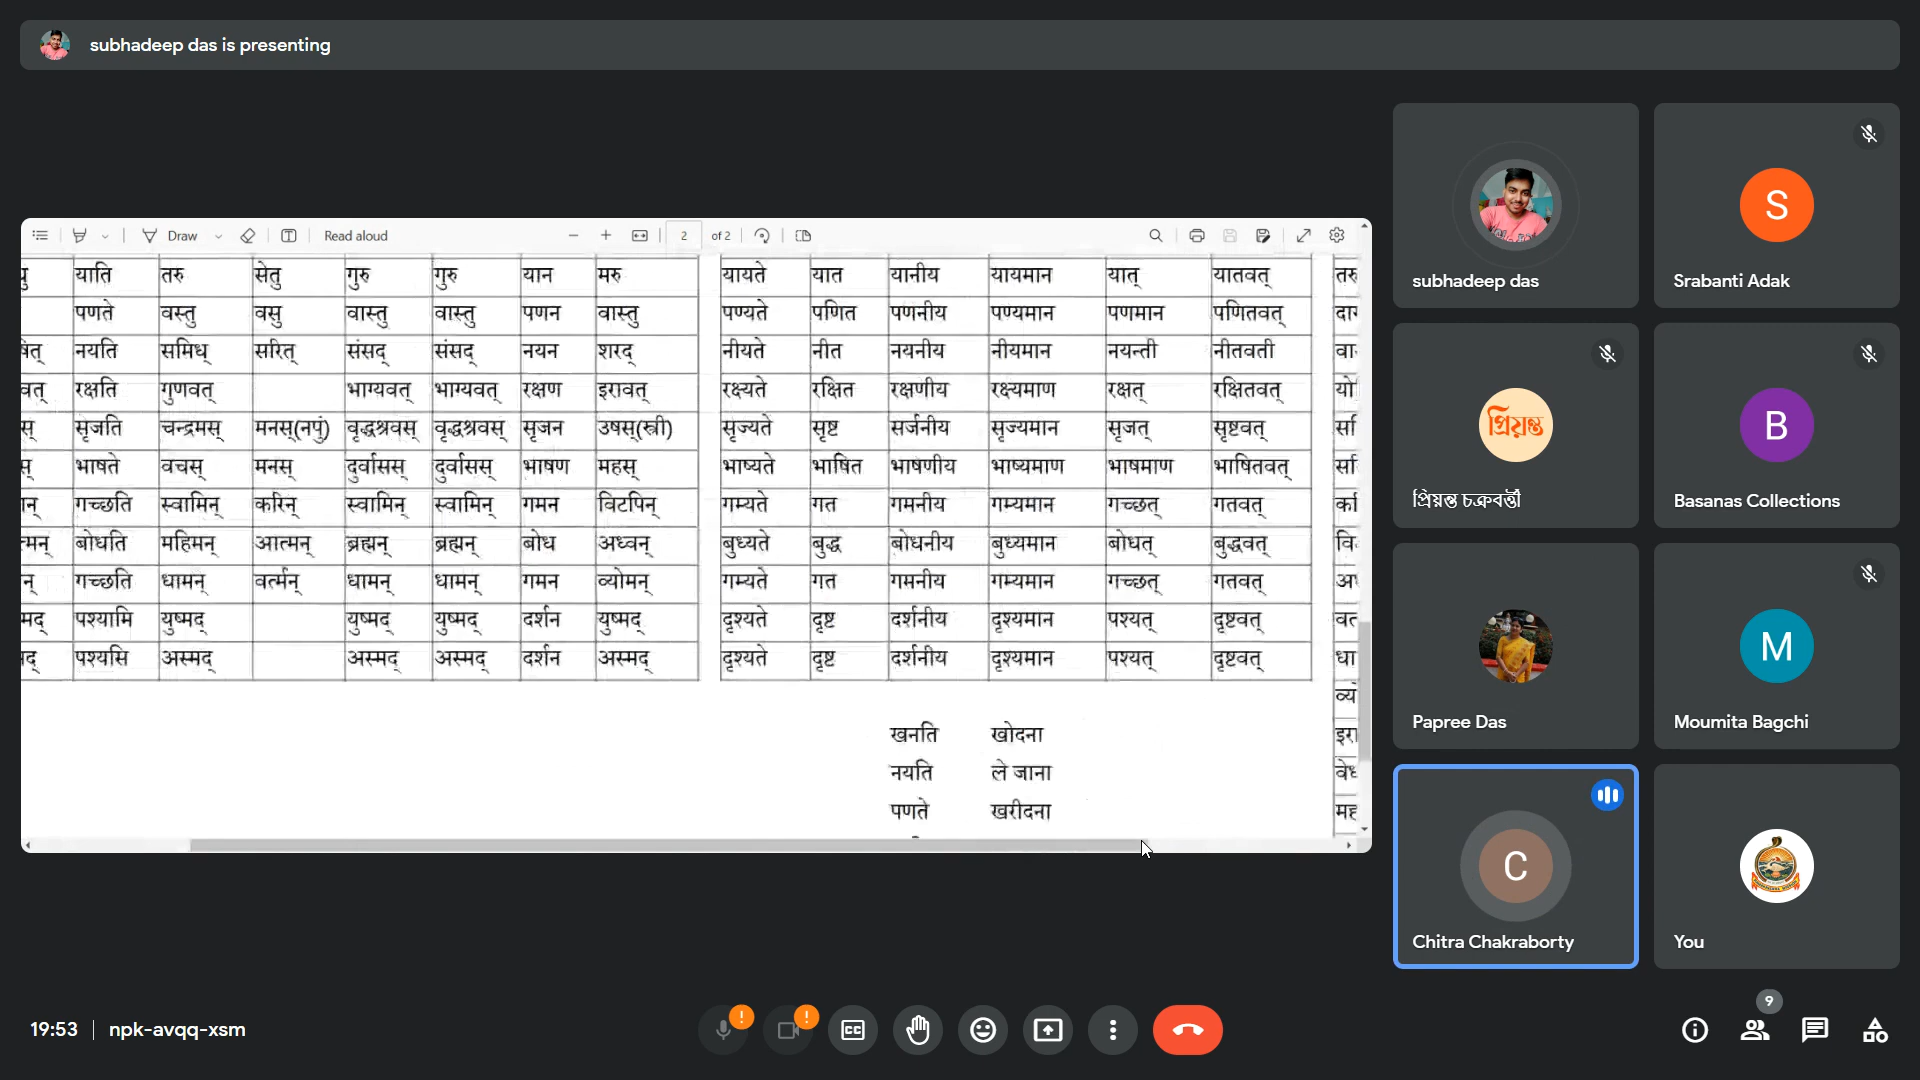 subhadeep das is presenting
Draw Read aloud 2 of 2
याति तरु सेतु गुरु गुरु यान मरु यायते यात यानीय यायमान यात् यातवत् तरु
पणते वस्तु वसु वास्तु वास्तु पणन वास्तु पण्यते पणित पणनीय पण्यमान पणमान पणितवत्
नयति समिध् सरित् संसद् संसद् नयन शरद् नीयते नीत नयनीय नीयमान नयन्ती नीतवती
रक्षति गुणवत् भाग्यवत् भाग्यवत् रक्षण इरावत् रक्ष्यते रक्षित रक्षणीय रक्ष्यमाण रक्षत् रक्षितवत्
सृजति चन्द्रमस् मनस्(नपुं) वृद्धश्रवस् वृद्धश्रवस् सृजन उषस्(स्त्री) सृज्यते सृष्ट सर्जनीय सृज्यमान सृजत् सृष्टवत्
भाषते वचस् मनस् दुर्वासस् दुर्वासस् भाषण महस् भाष्यते भाषित भाषणीय भाष्यमाण भाषमाण भाषितवत्
गच्छति स्वामिन् करिन् स्वामिन् स्वामिन् गमन विटपिन् गम्यते गत गमनीय गम्यमान गच्छत् गतवत्
बोधति महिमन् आत्मन् ब्रह्मन् ब्रह्मन् बोध अध्वन् बुध्यते बुद्ध बोधनीय बुध्यमान बोधत् बुद्धवत्
गच्छति धामन् वर्त्मन् धामन् धामन् गमन व्योमन् गम्यते गत गमनीय गम्यमान गच्छत् गतवत्
पश्यामि युष्मद् युष्मद् युष्मद् दर्शन युष्मद् दृश्यते दृष्ट दर्शनीय दृश्यमान पश्यत् दृष्टवत्
पश्यसि अस्मद् अस्मद् अस्मद् दर्शन अस्मद् दृश्यते दृष्ट दर्शनीय दृश्यमान पश्यत् दृष्टवत्
खनति खोदना
नयति ले जाना
पणते खरीदना
subhadeep das
S
Srabanti Adak
প্রিয়ন্ত
প্রিয়ন্ত চক্রবর্ত্তী
B
Basanas Collections
Papree Das
M
Moumita Bagchi
C
Chitra Chakraborty
You
19:53 npk-avqq-xsm
9